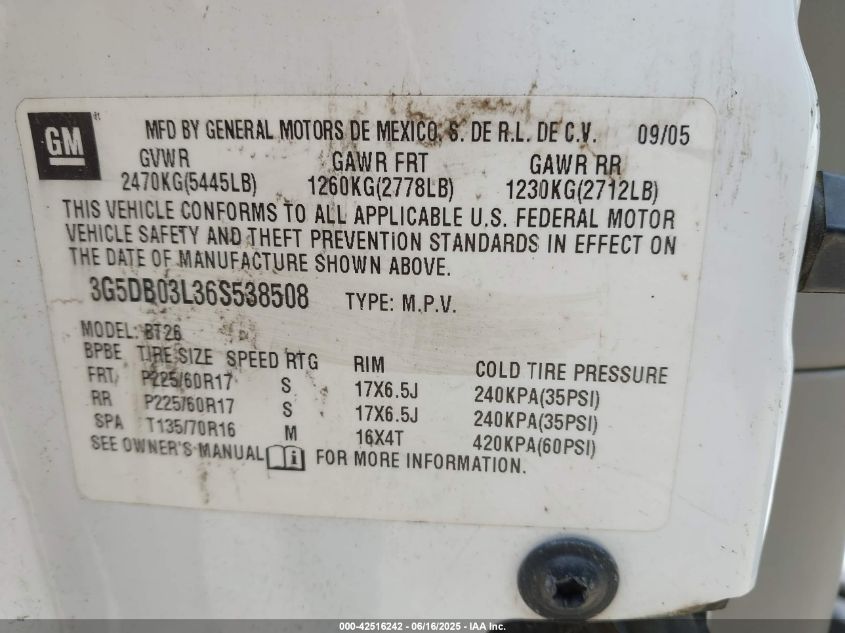 GM
MFD BY GENERAL MOTORS DE MEXICO, S. DE R.L. DE C.V. 09/05
GVWR GAWR FRT GAWR RR
2470KG(5445LB) 1260KG(2778LB) 1230KG(2712LB)
THIS VEHICLE CONFORMS TO ALL APPLICABLE U.S. FEDERAL MOTOR
VEHICLE SAFETY AND THEFT PREVENTION STANDARDS IN EFFECT ON
THE DATE OF MANUFACTURE SHOWN ABOVE.
3G5DB03L36S538508 TYPE: M.P.V.
MODEL: BT26
BPBE TIRE SIZE SPEED RTG RIM COLD TIRE PRESSURE
FRT P225/60R17 S 17X6.5J 240KPA(35PSI)
RR P225/60R17 S 17X6.5J 240KPA(35PSI)
SPA T135/70R16 M 16X4T 420KPA(60PSI)
SEE OWNER'S MANUAL FOR MORE INFORMATION.
000-42516242 - 06/16/2025 - IAA Inc.